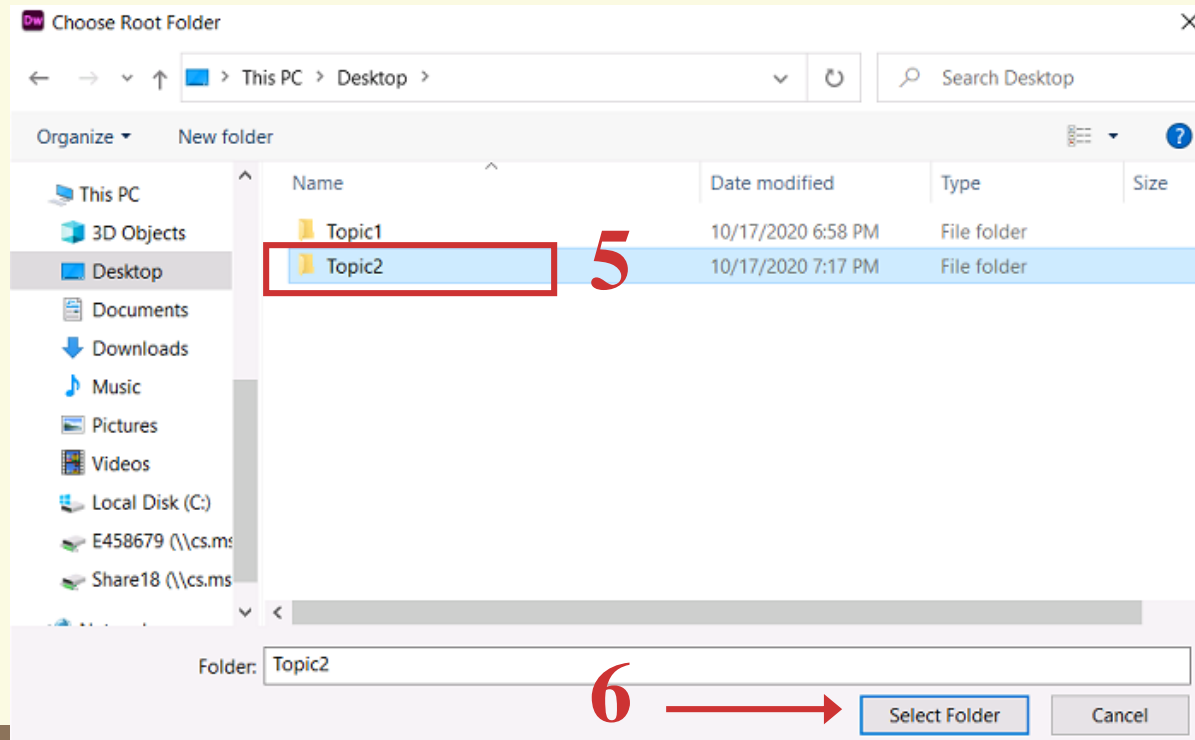 Dw Choose Root Folder
This PC > Desktop >
Search Desktop
Organize New folder
?
Name Date modified Type Size
This PC
3D Objects
Desktop
Documents
Downloads
Music
Pictures
Videos
Local Disk (C:)
E458679 (\\cs.ms
Share18 (\\cs.ms
Topic1 10/17/2020 6:58 PM File folder
Topic2 10/17/2020 7:17 PM File folder
5
Folder: Topic2
6
Select Folder Cancel